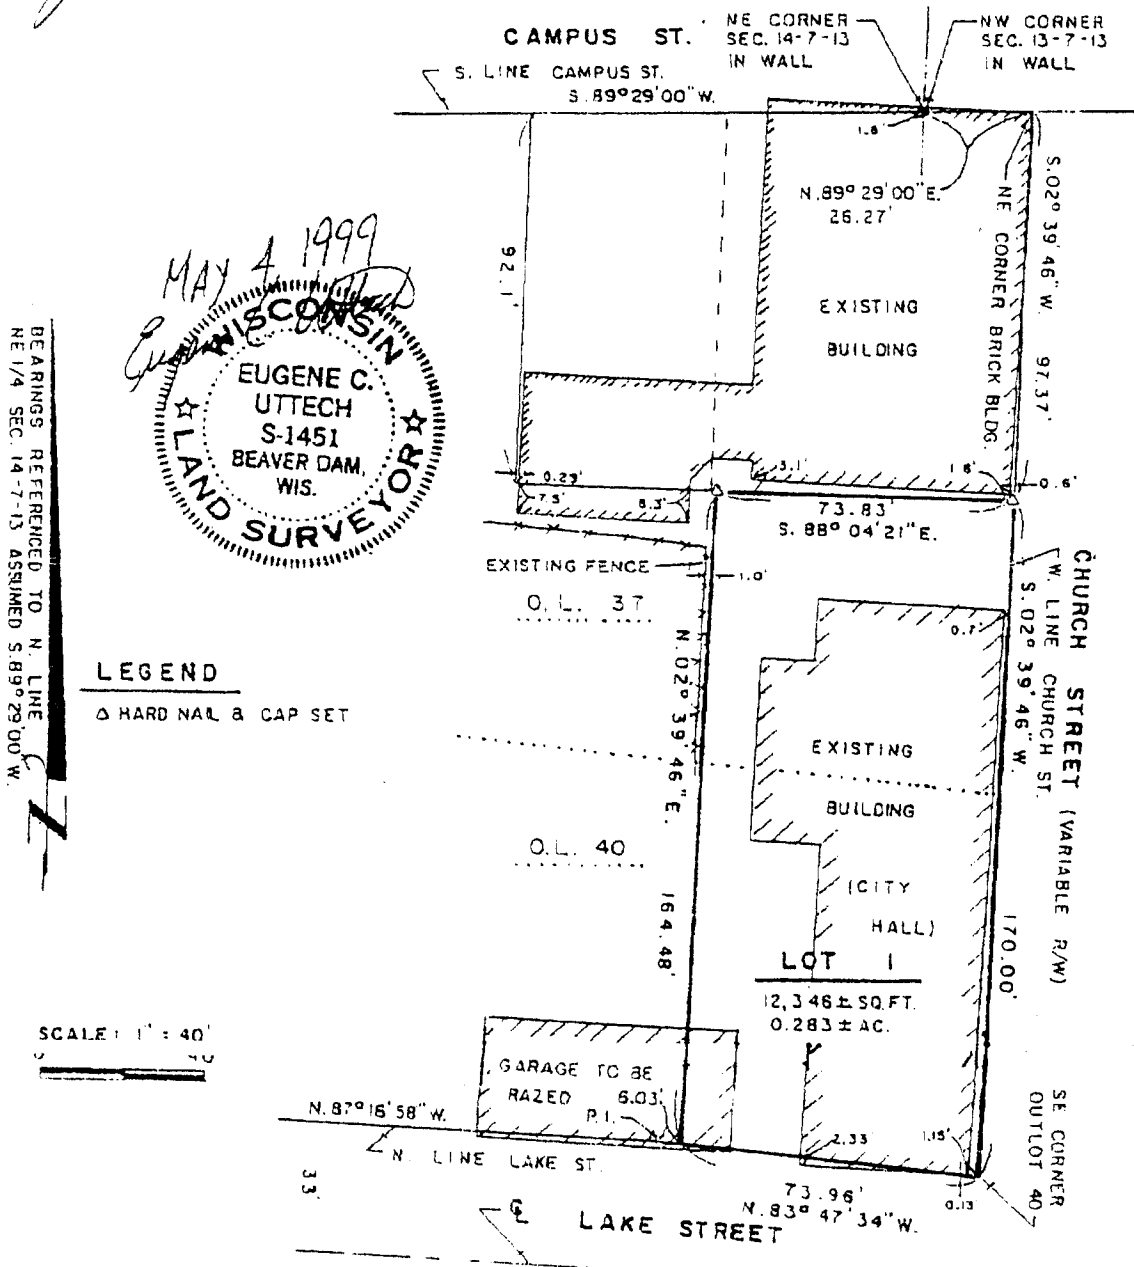 CAMPUS ST.
NE CORNER
SEC. 14-7-13
IN WALL
NW CORNER
SEC. 13-7-13
IN WALL
S. LINE CAMPUS ST.
S.89°29'00"W.
1.8'
N.89°29'00"E.
26.27'
S.02°39'46"W. 97.37'
NE CORNER BRICK BLDG.
92.1'
EXISTING
BUILDING
MAY 4 1999
WISCONSIN
EUGENE C.
UTTECH
S-1451
BEAVER DAM,
WIS.
LAND SURVEYOR
BEARINGS REFERENCED TO N. LINE
NE 1/4 SEC. 14-7-13 ASSUMED S.89°29'00"W.
0.29'
7.5'
8.3'
3.1'
1.8'
0.6'
73.83'
S. 88° 04'21"E.
EXISTING FENCE
1.0'
O.L. 37
CHURCH STREET (VARIABLE R/W)
W. LINE CHURCH ST.
S. 02° 39' 46" W.
170.00'
0.7'
N. 02° 39' 46" E. 164.48'
LEGEND
△ HARD NAIL & CAP SET
EXISTING
BUILDING
(CITY
HALL)
O.L. 40
LOT 1
12,346± SQ.FT.
0.283 ± AC.
SCALE: 1" = 40'
0 40
GARAGE TO BE
RAZED
6.03'
P.I.
N. 87°16'58"W.
N. LINE LAKE ST.
2.33'
1.15'
0.13'
SE CORNER
OUTLOT 40
73.96'
N. 83° 47'34"W.
33'
℄ LAKE STREET